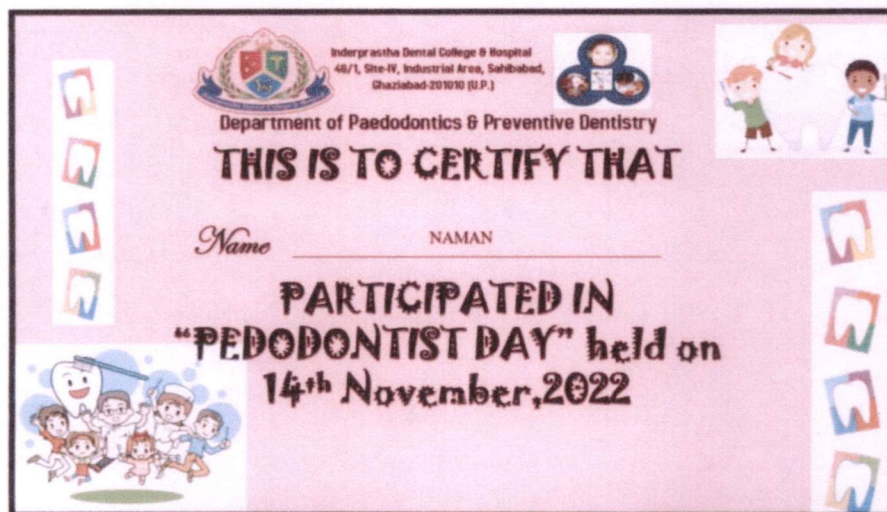 Inderprastha Dental College & Hospital
46/1, Site-IV, Industrial Area, Sahibabad,
Ghaziabad-201010 (U.P.)
Department of Paedodontics & Preventive Dentistry
THIS IS TO CERTIFY THAT
Name NAMAN
PARTICIPATED IN
“PEDODONTIST DAY” held on
14th November,2022